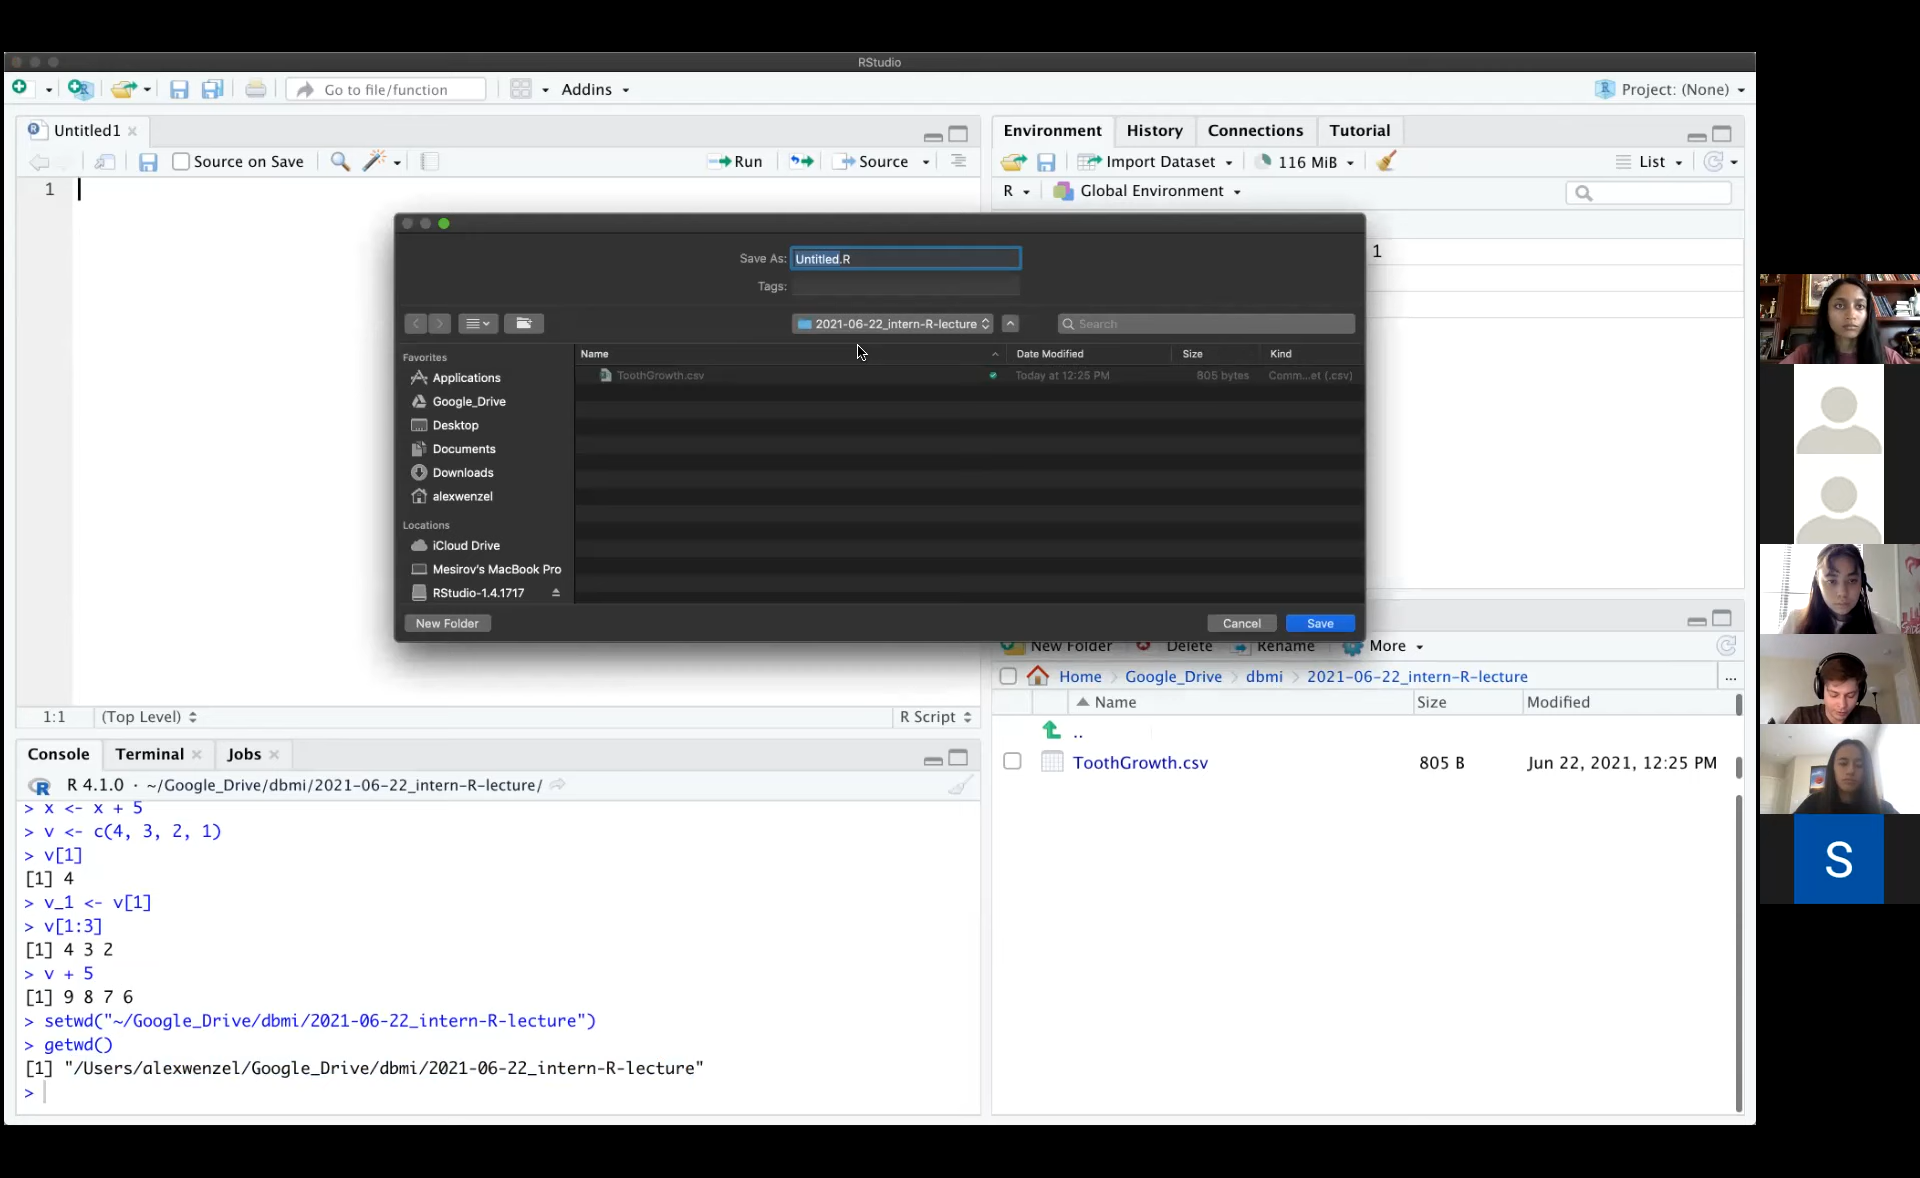 RStudio
Go to file/function
Addins
Project: (None)
Untitled1
Source on Save
Run
Source
1
Environment
History
Connections
Tutorial
Import Dataset
116 MiB
List
R
Global Environment
1
Save As:
Untitled.R
Tags:
2021-06-22_intern-R-lecture
Search
Favorites
Applications
Google_Drive
Desktop
Documents
Downloads
alexwenzel
Locations
iCloud Drive
Mesirov's MacBook Pro
RStudio-1.4.1717
Name
Date Modified
Size
Kind
ToothGrowth.csv
Today at 12:25 PM
805 bytes
Comm...et (.csv)
New Folder
Cancel
Save
New Folder
Delete
Rename
More
Home
Google_Drive
dbmi
2021-06-22_intern-R-lecture
...
Name
Size
Modified
..
ToothGrowth.csv
805 B
Jun 22, 2021, 12:25 PM
1:1
(Top Level)
R Script
Console
Terminal
Jobs
R 4.1.0 · ~/Google_Drive/dbmi/2021-06-22_intern-R-lecture/
> x <- x + 5
> v <- c(4, 3, 2, 1)
> v[1]
[1] 4
> v_1 <- v[1]
> v[1:3]
[1] 4 3 2
> v + 5
[1] 9 8 7 6
> setwd("~/Google_Drive/dbmi/2021-06-22_intern-R-lecture")
> getwd()
[1] "/Users/alexwenzel/Google_Drive/dbmi/2021-06-22_intern-R-lecture"
>
S